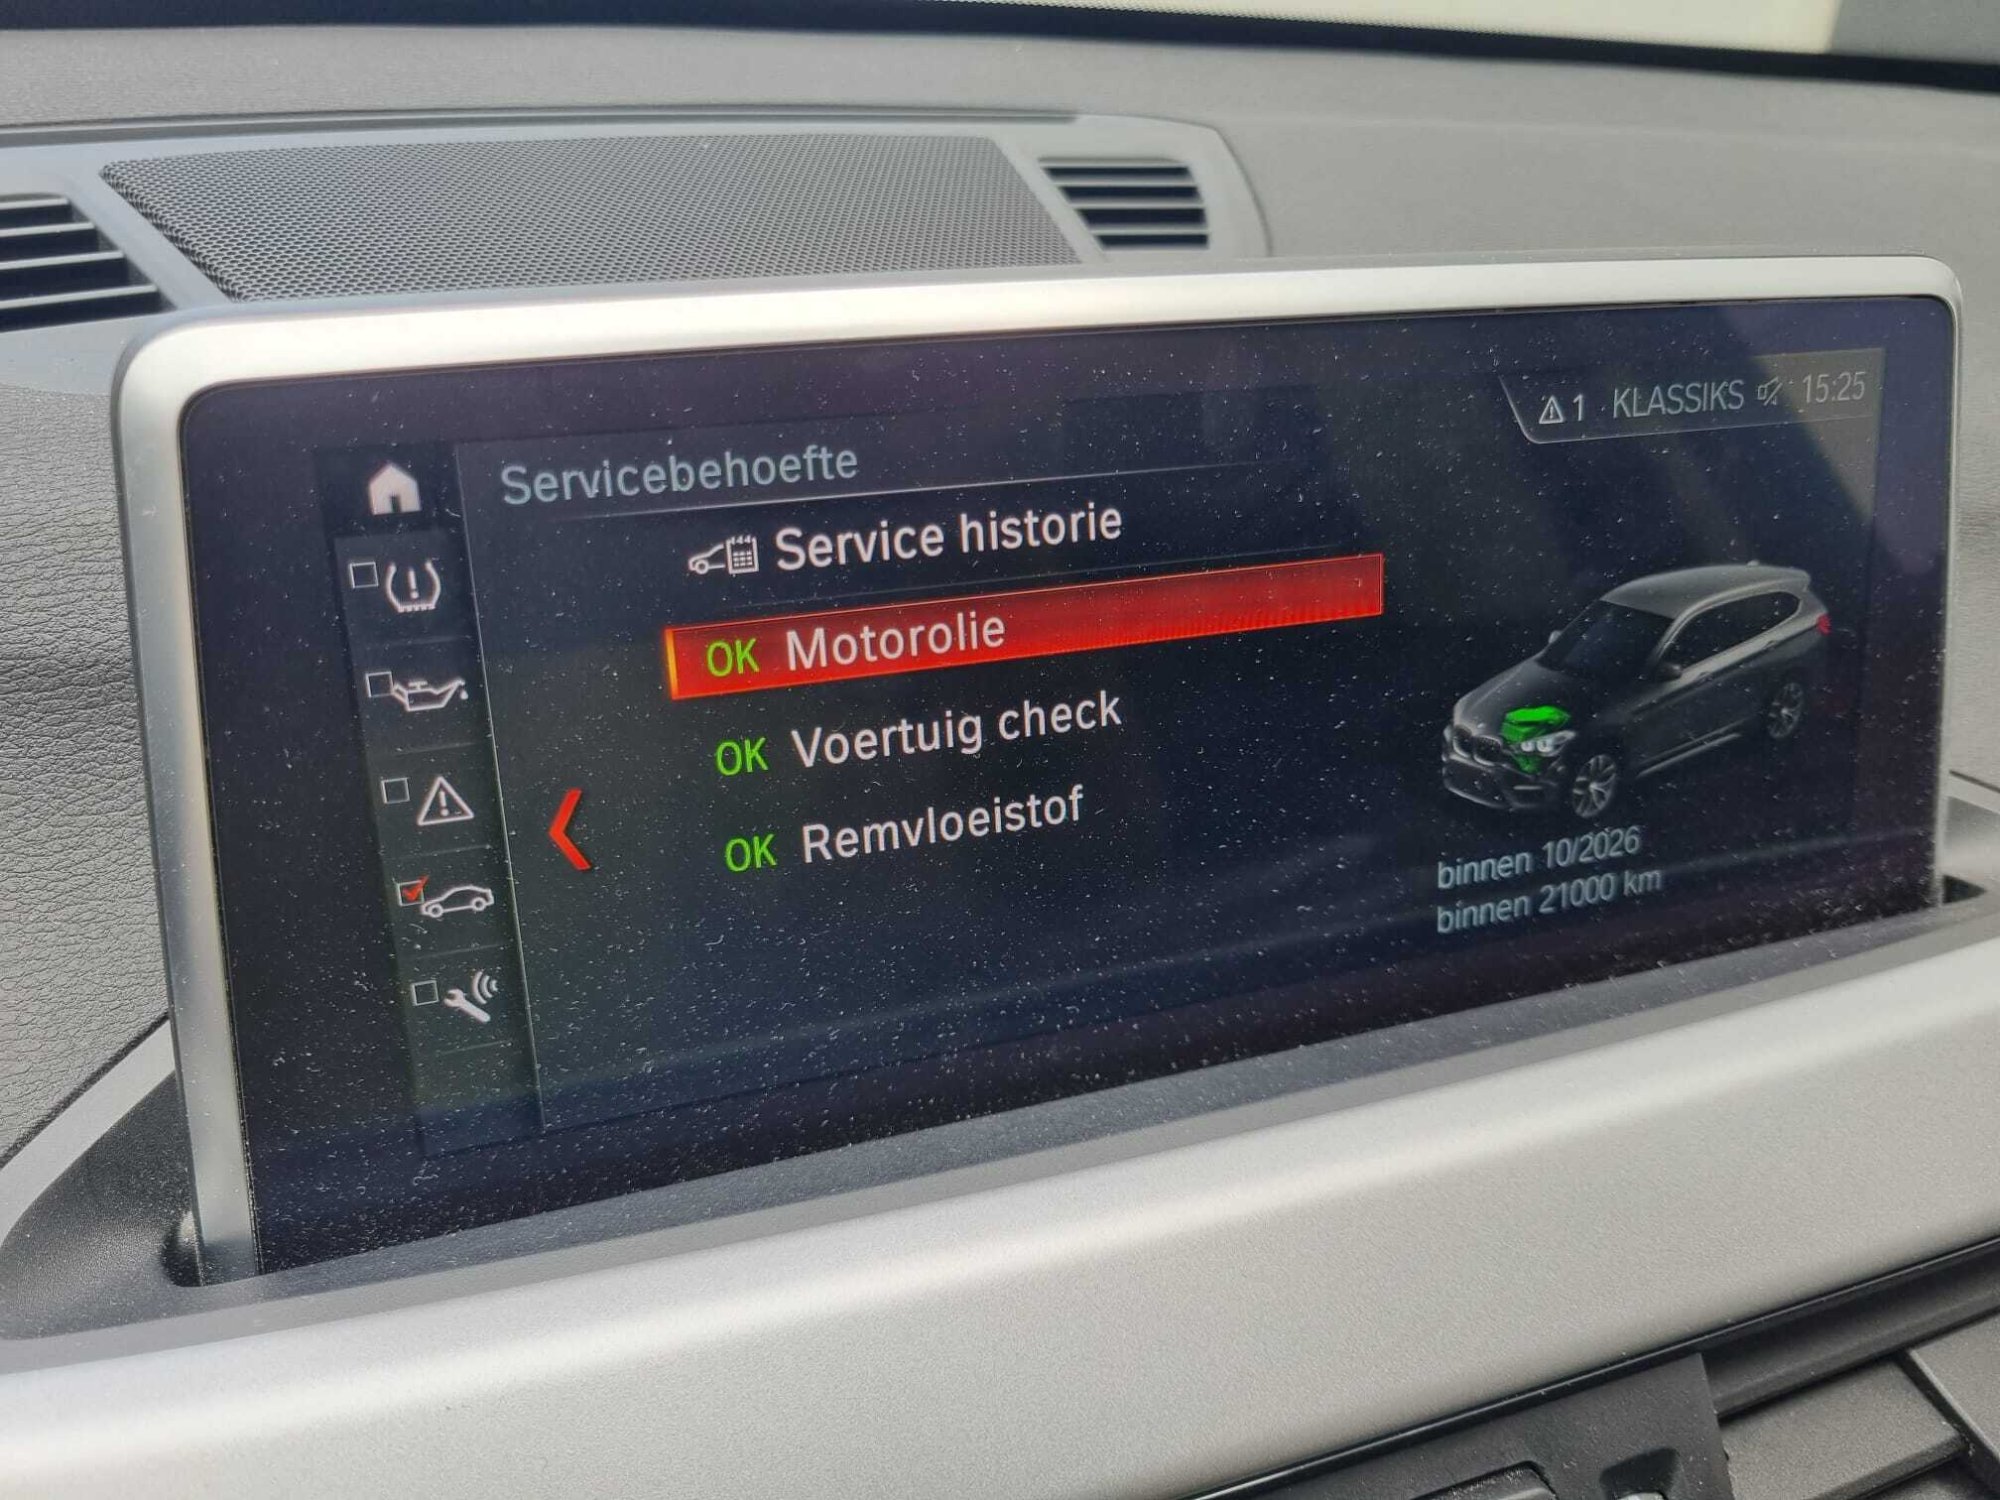 1 KLASSIKS 15:25
Servicebehoefte
Service historie
OK Motorolie
OK Voertuig check
OK Remvloeistof
binnen 10/2026
binnen 21000 km